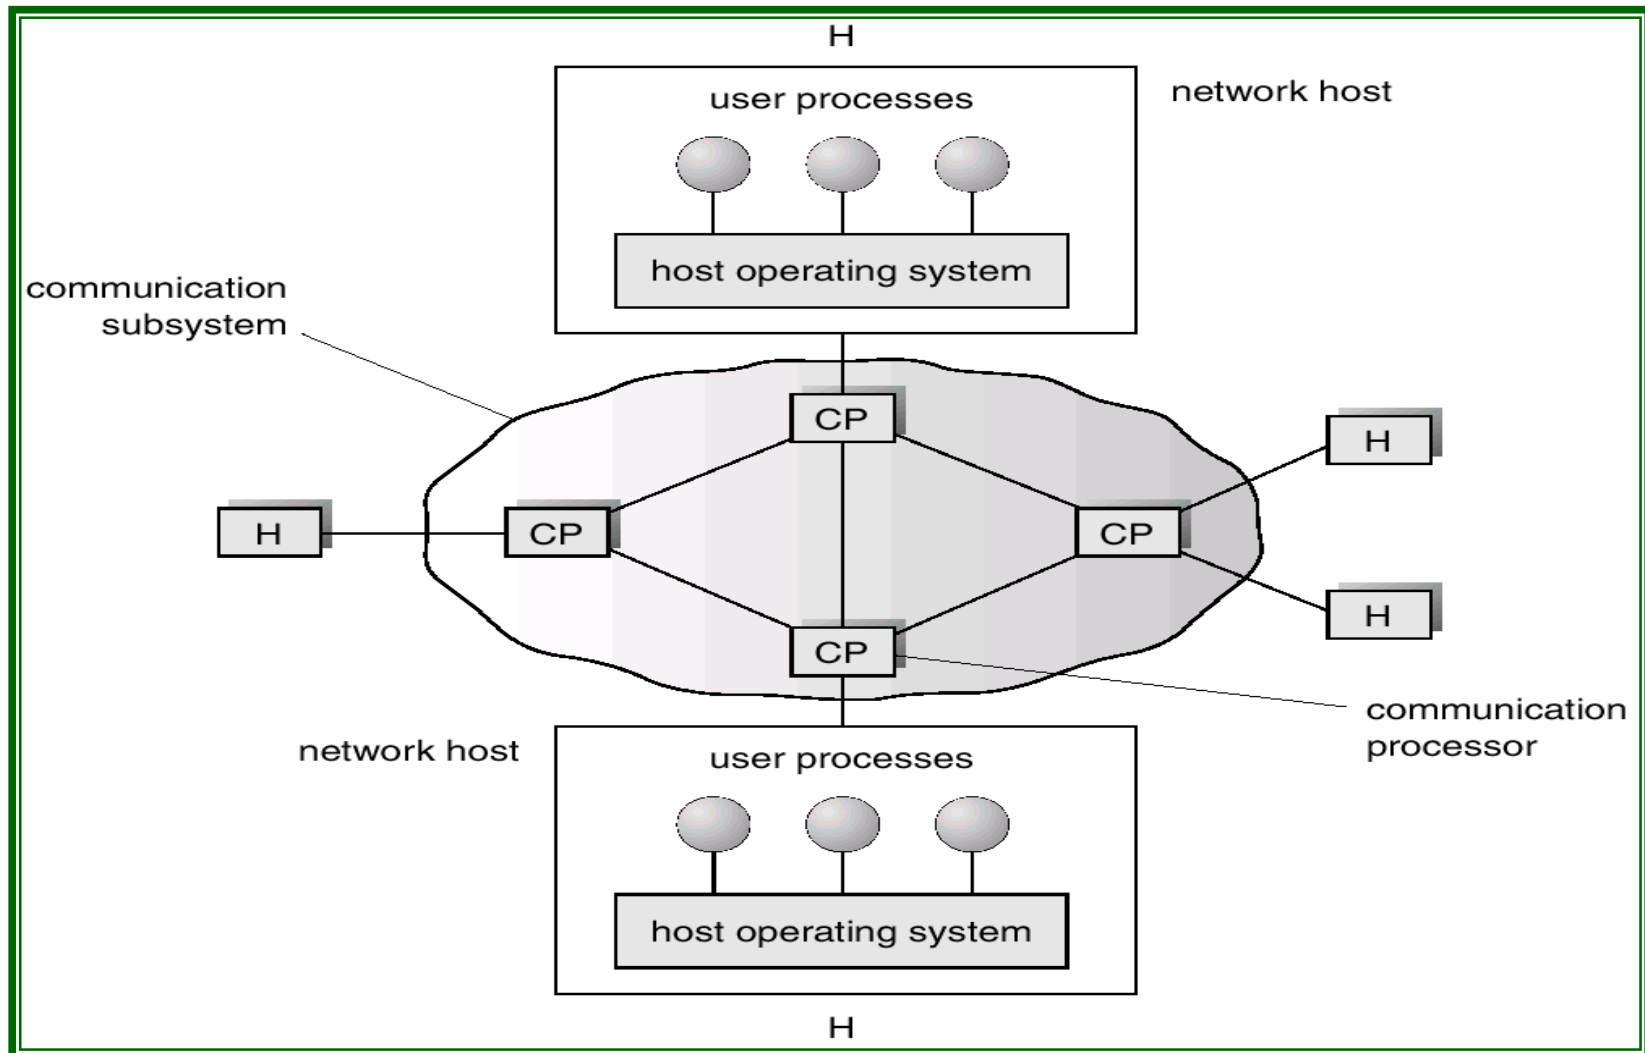 H
user processes
network host
host operating system
communication
subsystem
CP
H
H
CP
CP
H
CP
communication
processor
network host
user processes
host operating system
H